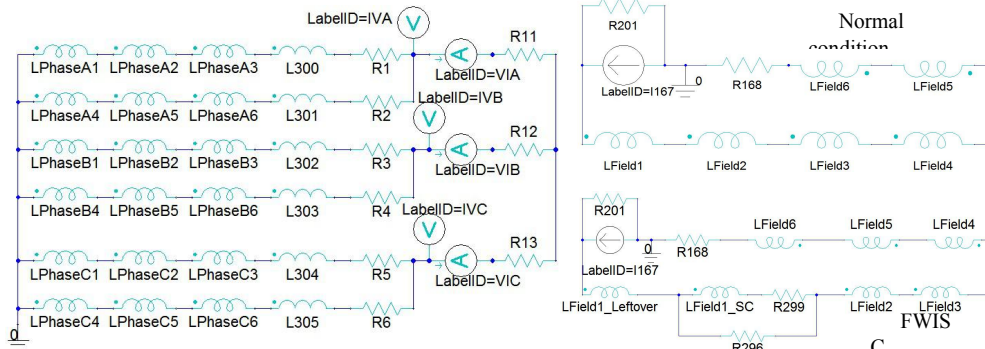 LabelID=IVA
V
LPhaseA1 LPhaseA2 LPhaseA3 L300 R1 A R11
LabelID=VIA
LPhaseA4 LPhaseA5 LPhaseA6 L301 R2
LabelID=IVB
V
LPhaseB1 LPhaseB2 LPhaseB3 L302 R3 A R12
LabelID=VIB
LPhaseB4 LPhaseB5 LPhaseB6 L303 R4
LabelID=IVC
V
LPhaseC1 LPhaseC2 LPhaseC3 L304 R5 A R13
LabelID=VIC
LPhaseC4 LPhaseC5 LPhaseC6 L305 R6
0
R201
Normal
condition
LabelID=I167
0
R168 LField6 LField5
LField1 LField2 LField3 LField4
R201
LabelID=I167
0
R168 LField6 LField5 LField4
LField1_Leftover LField1_SC R299 LField2 LField3
R296
FWIS
C